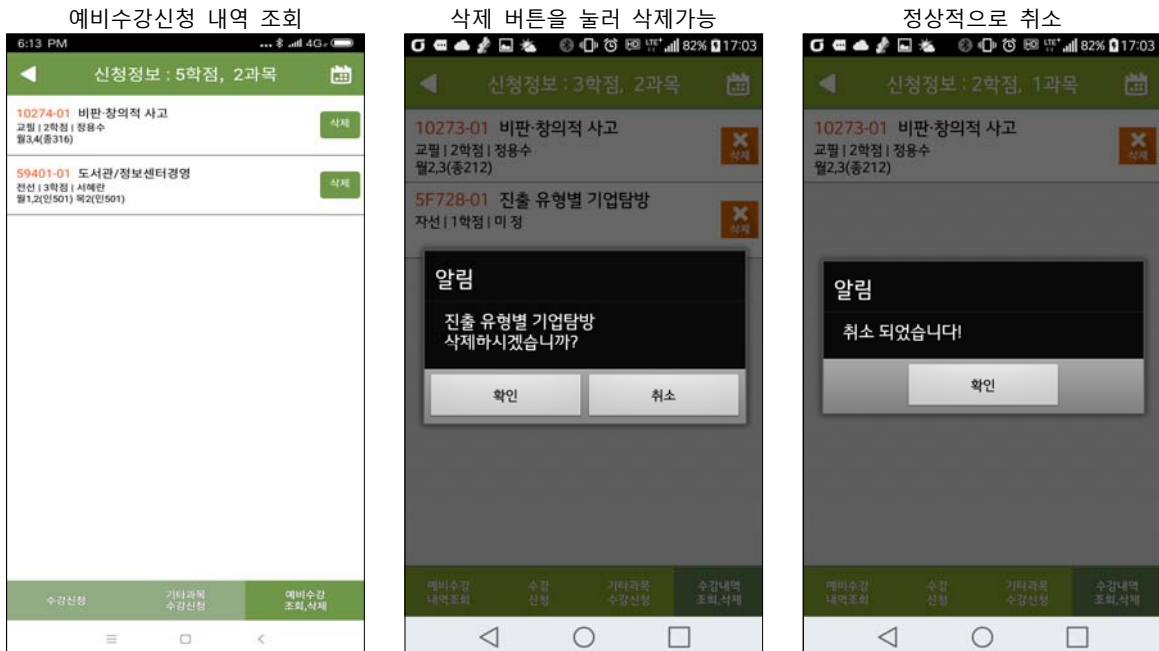 예비수강신청 내역 조회
6:13 PM
4G
신청정보 : 5학점, 2과목
10274-01 비판·창의적 사고
교필 | 2학점 | 정용수
월3,4(종316)
삭제
59401-01 도서관/정보센터경영
전선 | 3학점 | 서혜란
월1,2(인501) 목2(인501)
삭제
수강신청
기타과목
수강신청
예비수강
조회,삭제
삭제 버튼을 눌러 삭제가능
82% 17:03
신청정보 : 3학점, 2과목
10273-01 비판·창의적 사고
교필 | 2학점 | 정용수
월2,3(종212)
삭제
5F728-01 진출 유형별 기업탐방
자선 | 1학점 | 미 정
삭제
알림
진출 유형별 기업탐방
삭제하시겠습니까?
확인
취소
예비수강
내역조회
수강
신청
기타과목
수강신청
수강내역
조회,삭제
정상적으로 취소
82% 17:03
신청정보 : 2학점, 1과목
10273-01 비판·창의적 사고
교필 | 2학점 | 정용수
월2,3(종212)
삭제
알림
취소 되었습니다!
확인
예비수강
내역조회
수강
신청
기타과목
수강신청
수강내역
조회,삭제